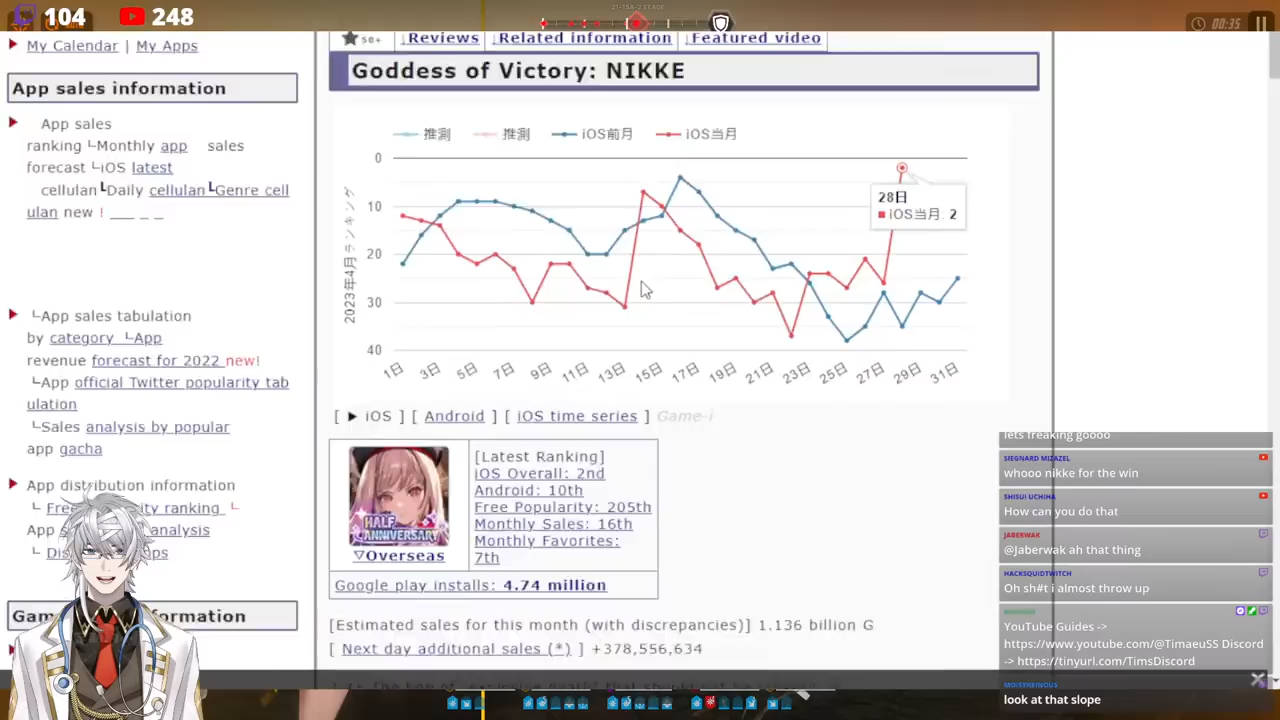 104
248
21-15A-2 STAGE
00:35
My Calendar | My Apps
App sales information
App sales
ranking └Monthly app sales
forecast └iOS latest
cellulan┗Daily cellulan┗Genre cell
ulan new !
└App sales tabulation
by category └App
revenue forecast for 2022 new!
┗App official Twitter popularity tab
ulation
└Sales analysis by popular
app gacha
App distribution information
ranking └
App
analysis
└
50+
Reviews
Related information
Featured video
Goddess of Victory: NIKKE
推測
推測
iOS前月
iOS当月
2023年4月ランキング
0
10
20
30
40
28日
iOS当月: 2
1日
3日
5日
7日
9日
11日
13日
15日
17日
19日
21日
23日
25日
27日
29日
31日
[ ▶ iOS ] [ Android ] [ iOS time series ] Game-i
HALF
ANNIVERSARY
▽Overseas
[Latest Ranking]
iOS Overall: 2nd
Android: 10th
Free Popularity: 205th
Monthly Sales: 16th
Monthly Favorites:
7th
Google play installs: 4.74 million
[Estimated sales for this month (with discrepancies)] 1.136 billion G
[ Next day additional sales (*) ] +378,556,634
lets freaking goooo
SIEGNARD MIZAZEL
whooo nikke for the win
SHISUI UCHIHA
How can you do that
JABERWAK
@Jaberwak ah that thing
HACKSQUIDTWITCH
Oh sh#t i almost throw up
YouTube Guides ->
https://www.youtube.com/@TimaeuSS Discord
-> https://tinyurl.com/TimsDiscord
look at that slope